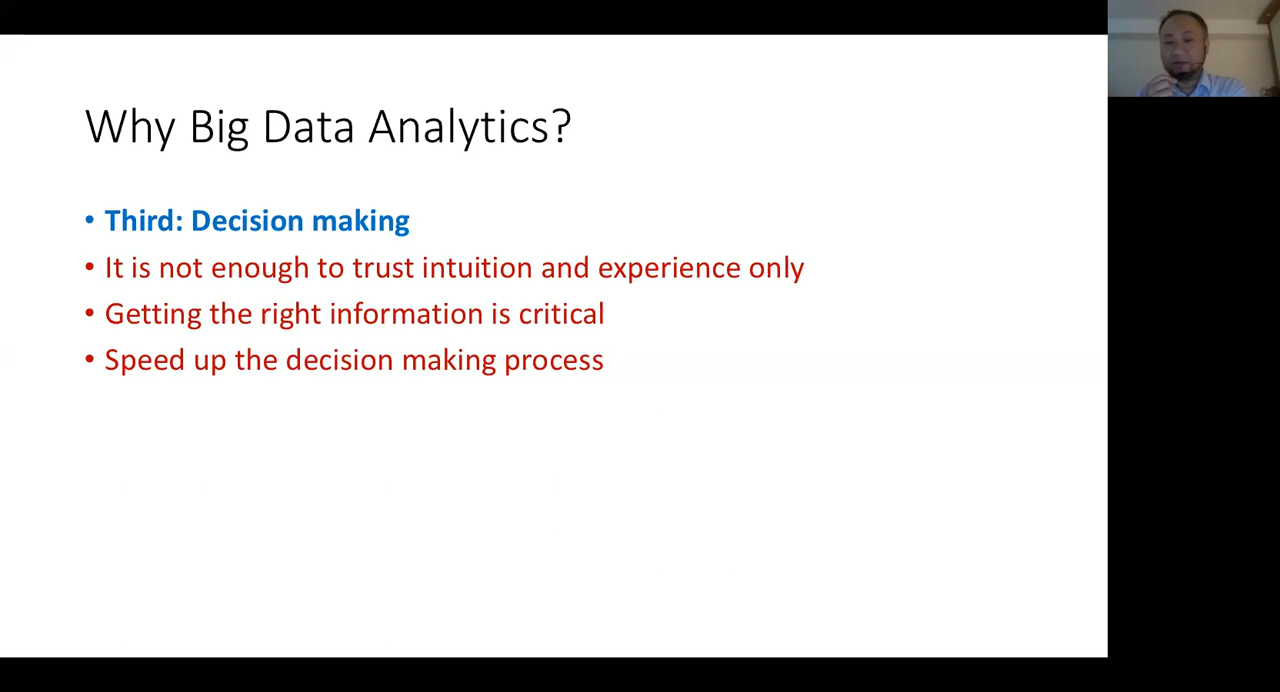 Why Big Data Analytics?
• Third: Decision making
• It is not enough to trust intuition and experience only
• Getting the right information is critical
• Speed up the decision making process